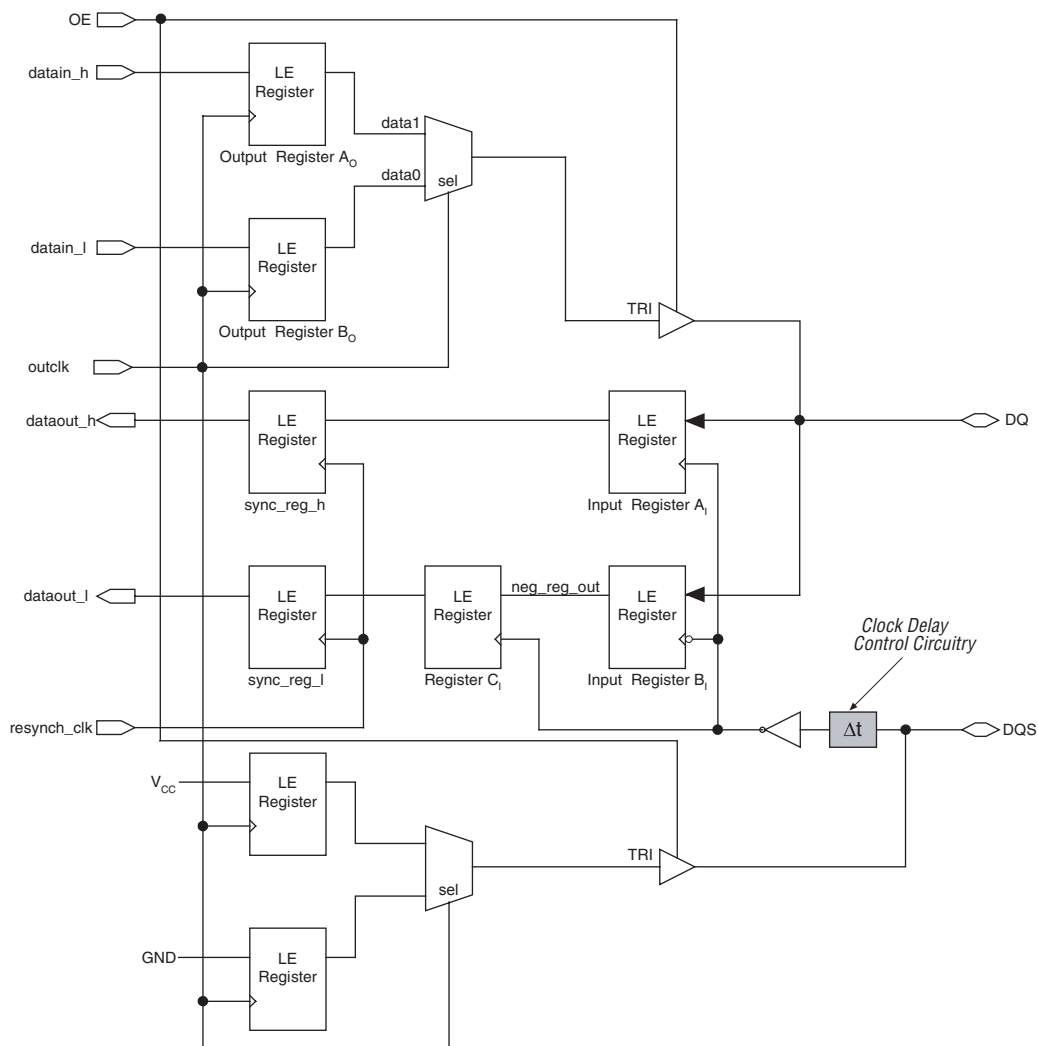 OE
datain_h
LE
Register
Output Register A_O
data1
data0
sel
datain_l
LE
Register
Output Register B_O
TRI
outclk
dataout_h
LE
Register
sync_reg_h
LE
Register
Input Register A_I
DQ
dataout_l
LE
Register
sync_reg_l
LE
Register
Register C_I
neg_reg_out
LE
Register
Input Register B_I
Clock Delay
Control Circuitry
resynch_clk
Δt
DQS
V_CC
LE
Register
sel
TRI
GND
LE
Register